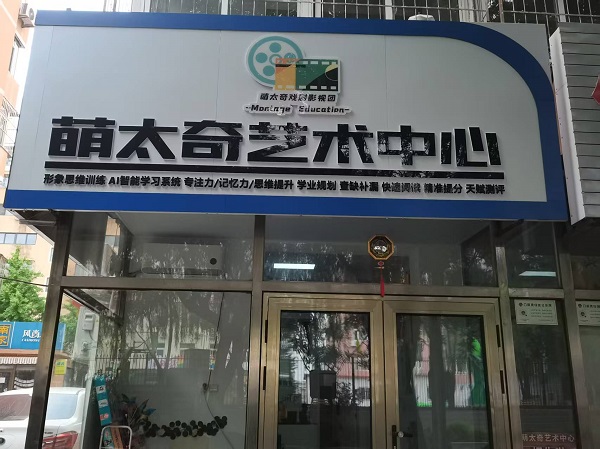 萌太奇戏剧影视团
-Montage Education-
萌太奇艺术中心
形象思维训练 AI智能学习系统 专注力/记忆力/思维提升 学业规划 查缺补漏 快速阅读 精准提分 天赋测评
萌太奇艺术中心